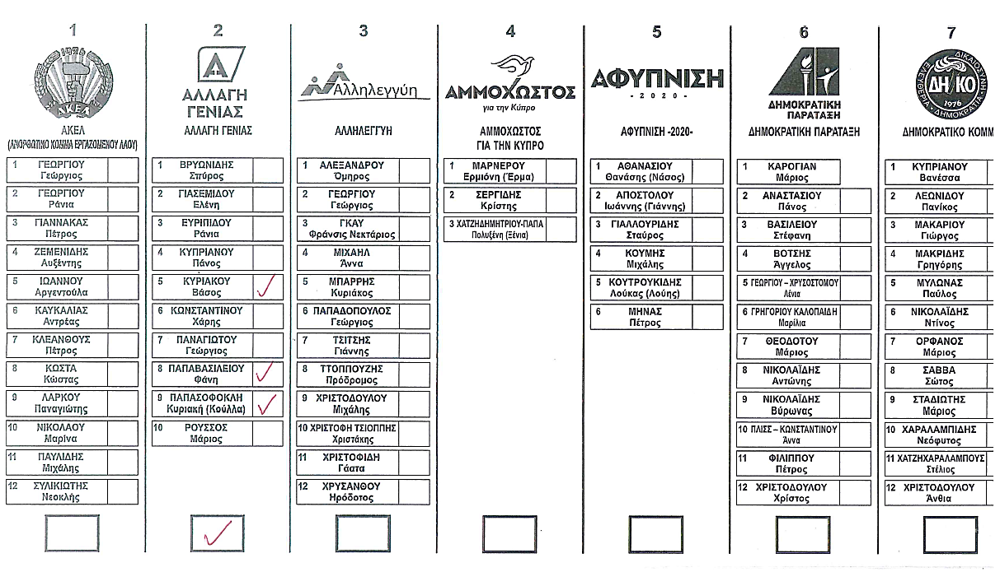 1
1926
ΑΚΕΛ
ΑΚΕΛ
(ΑΝΟΡΘΩΤΙΚΟ ΚΟΜΜΑ ΕΡΓΑΖΟΜΕΝΟΥ ΛΑΟΥ)
1 ΓΕΩΡΓΙΟΥ
Γεώργιος
2 ΓΕΩΡΓΙΟΥ
Ράνια
3 ΓΙΑΝΝΑΚΑΣ
Πέτρος
4 ΖΕΜΕΝΙΔΗΣ
Αυξέντης
5 ΙΩΑΝΝΟΥ
Αργεντούλα
6 ΚΑΥΚΑΛΙΑΣ
Αντρέας
7 ΚΛΕΑΝΘΟΥΣ
Πέτρος
8 ΚΩΣΤΑ
Κώστας
9 ΛΑΡΚΟΥ
Παναγιώτης
10 ΝΙΚΟΛΑΟΥ
Μαρίνα
11 ΠΑΥΛΙΔΗΣ
Μιχάλης
12 ΣΥΛΙΚΙΩΤΗΣ
Νεοκλής
2
Α
ΑΛΛΑΓΗ
ΓΕΝΙΑΣ
ΑΛΛΑΓΗ ΓΕΝΙΑΣ
1 ΒΡΥΩΝΙΔΗΣ
Σπύρος
2 ΓΙΑΣΕΜΙΔΟΥ
Ελένη
3 ΕΥΡΙΠΙΔΟΥ
Ράνια
4 ΚΥΠΡΙΑΝΟΥ
Πάνος
5 ΚΥΡΙΑΚΟΥ
Βάσος
6 ΚΩΝΣΤΑΝΤΙΝΟΥ
Χάρης
7 ΠΑΝΑΓΙΩΤΟΥ
Γεώργιος
8 ΠΑΠΑΒΑΣΙΛΕΙΟΥ
Φάνη
9 ΠΑΠΑΣΟΦΟΚΛΗ
Κυριακή (Κούλλα)
10 ΡΟΥΣΣΟΣ
Μάριος
3
Αλληλεγγύη
ΑΛΛΗΛΕΓΓΥΗ
1 ΑΛΕΞΑΝΔΡΟΥ
Όμηρος
2 ΓΕΩΡΓΙΟΥ
Γεώργιος
3 ΓΚΑΥ
Φράνσις Νεκτάριος
4 ΜΙΧΑΗΛ
Άννα
5 ΜΠΑΡΡΗΣ
Κυριάκος
6 ΠΑΠΑΔΟΠΟΥΛΟΣ
Γεώργιος
7 ΤΣΙΤΣΗΣ
Γιάννης
8 ΤΤΟΠΠΟΥΖΗΣ
Πρόδρομος
9 ΧΡΙΣΤΟΔΟΥΛΟΥ
Μιχάλης
10 ΧΡΙΣΤΟΦΗ ΤΣΙΟΠΠΗΣ
Χριστάκης
11 ΧΡΙΣΤΟΦΙΔΗ
Γάατα
12 ΧΡΥΣΑΝΘΟΥ
Ηρόδοτος
4
ΑΜΜΟΧΩΣΤΟΣ
για την Κύπρο
ΑΜΜΟΧΩΣΤΟΣ
ΓΙΑ ΤΗΝ ΚΥΠΡΟ
1 ΜΑΡΝΕΡΟΥ
Ερμιόνη (Έρμα)
2 ΣΕΡΓΙΔΗΣ
Κρίστης
3 ΧΑΤΖΗΔΗΜΗΤΡΙΟΥ-ΠΑΠΑ
Πολυξένη (Ξένια)
5
ΑΦΥΠΝΙΣΗ
- 2020 -
ΑΦΥΠΝΙΣΗ -2020-
1 ΑΘΑΝΑΣΙΟΥ
Θανάσης (Νάσος)
2 ΑΠΟΣΤΟΛΟΥ
Ιωάννης (Γιάννης)
3 ΓΙΑΛΛΟΥΡΙΔΗΣ
Σταύρος
4 ΚΟΥΜΗΣ
Μιχάλης
5 ΚΟΥΤΡΟΥΚΙΔΗΣ
Λούκας (Λούης)
6 ΜΗΝΑΣ
Πέτρος
6
ΔΗΜΟΚΡΑΤΙΚΗ
ΠΑΡΑΤΑΞΗ
ΔΗΜΟΚΡΑΤΙΚΗ ΠΑΡΑΤΑΞΗ
1 ΚΑΡΟΓΙΑΝ
Μάριος
2 ΑΝΑΣΤΑΣΙΟΥ
Πάνος
3 ΒΑΣΙΛΕΙΟΥ
Στέφανη
4 ΒΟΤΣΗΣ
Άγγελος
5 ΓΕΩΡΓΙΟΥ – ΧΡΥΣΟΣΤΟΜΟΥ
Λένια
6 ΓΡΗΓΟΡΙΟΥ ΚΑΛΟΠΑΙΔΗ
Μαρίλια
7 ΘΕΟΔΟΤΟΥ
Μάριος
8 ΝΙΚΟΛΑΪΔΗΣ
Αντώνης
9 ΝΙΚΟΛΑΪΔΗΣ
Βύρωνας
10 ΠΛΙΣΣ – ΚΩΝΣΤΑΝΤΙΝΟΥ
Άννα
11 ΦΙΛΙΠΠΟΥ
Πέτρος
12 ΧΡΙΣΤΟΔΟΥΛΟΥ
Χρίστος
7
ΕΛΕΥΘΕΡΙΑ · ΔΗΜΟΚΡΑΤΙΑ · ΔΙΚΑΙΟΣΥΝΗ
ΔΗ/ΚΟ
1976
ΔΗΜΟΚΡΑΤΙΚΟ ΚΟΜΜ
1 ΚΥΠΡΙΑΝΟΥ
Βανέσσα
2 ΛΕΩΝΙΔΟΥ
Πανίκος
3 ΜΑΚΑΡΙΟΥ
Γιώργος
4 ΜΑΚΡΙΔΗΣ
Γρηγόρης
5 ΜΥΛΩΝΑΣ
Παύλος
6 ΝΙΚΟΛΑΪΔΗΣ
Ντίνος
7 ΟΡΦΑΝΟΣ
Μάριος
8 ΣΑΒΒΑ
Σώτος
9 ΣΤΑΔΙΩΤΗΣ
Μάριος
10 ΧΑΡΑΛΑΜΠΙΔΗΣ
Νεόφυτος
11 ΧΑΤΖΗΧΑΡΑΛΑΜΠΟΥΣ
Στέλιος
12 ΧΡΙΣΤΟΔΟΥΛΟΥ
Άνθια